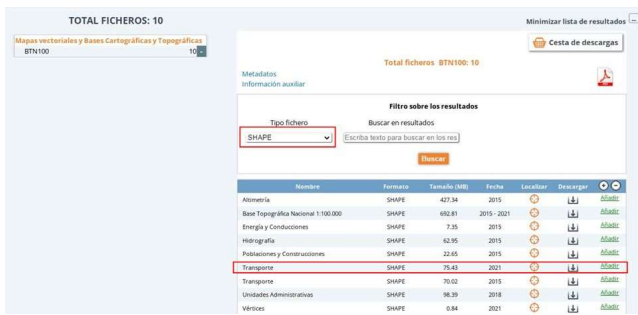 TOTAL FICHEROS: 10
Minimizar lista de resultados
Mapas vectoriales y Bases Cartográficas y Topográficas
BTN100 10 -
Cesta de descargas
Total ficheros BTN100: 10
Metadatos
Información auxiliar
Filtro sobre los resultados
Tipo fichero Buscar en resultados
SHAPE Escriba texto para buscar en los res
Buscar
Nombre Formato Tamaño (MB) Fecha Localizar Descargar
Altimetría SHAPE 427.34 2015 Añadir
Base Topográfica Nacional 1:100.000 SHAPE 692.81 2015 - 2021 Añadir
Energía y Conducciones SHAPE 7.35 2015 Añadir
Hidrografía SHAPE 62.95 2015 Añadir
Poblaciones y Construcciones SHAPE 22.65 2015 Añadir
Transporte SHAPE 75.43 2021 Añadir
Transporte SHAPE 70.02 2015 Añadir
Unidades Administrativas SHAPE 98.39 2018 Añadir
Vértices SHAPE 0.84 2021 Añadir